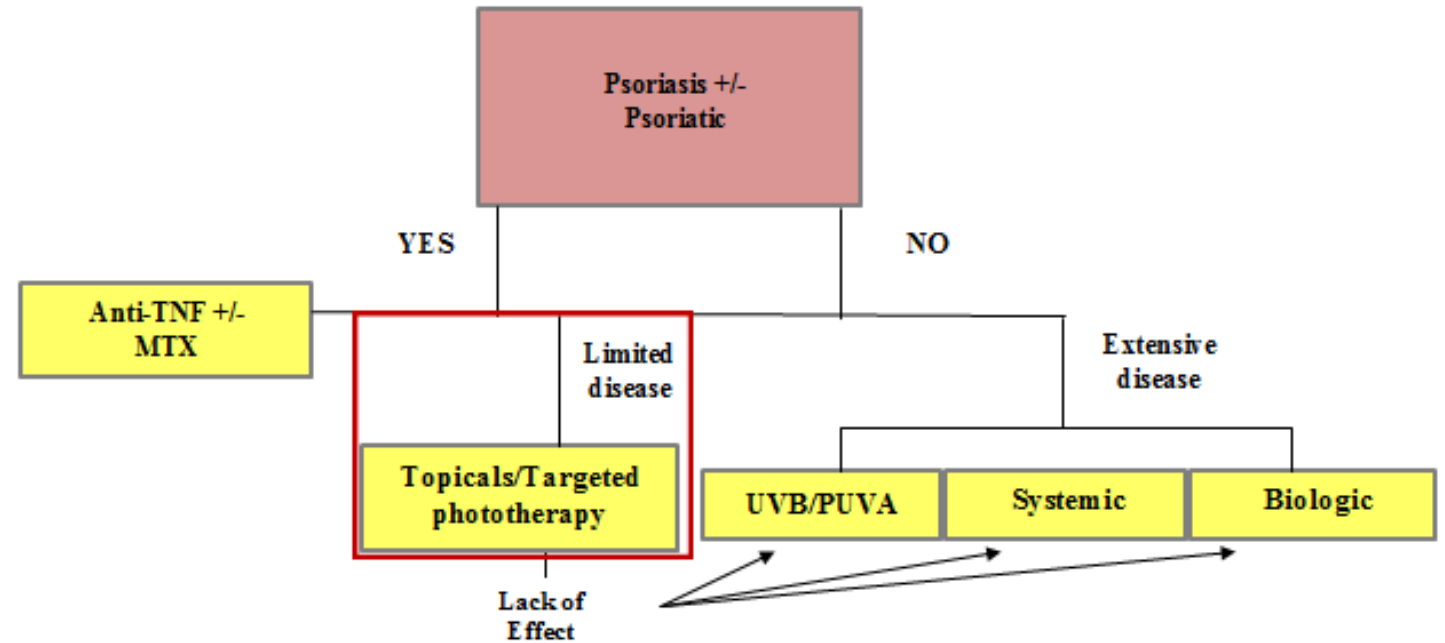 Psoriasis +/-
Psoriatic
YES
NO
Anti-TNF +/-
MTX
Limited
disease
Extensive
disease
Topicals/Targeted
phototherapy
UVB/PUVA
Systemic
Biologic
Lack of
Effect